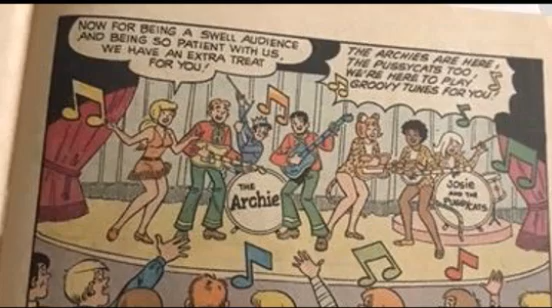 NOW FOR BEING A SWELL AUDIENCE
AND BEING SO PATIENT WITH US,
WE HAVE AN EXTRA TREAT
FOR YOU!
THE ARCHIES ARE HERE,
THE PUSSYCATS TOO,
WE'RE HERE TO PLAY
GROOVY TUNES FOR YOU!
THE
Archie
JOSIE
AND THE
PUSSYCATS